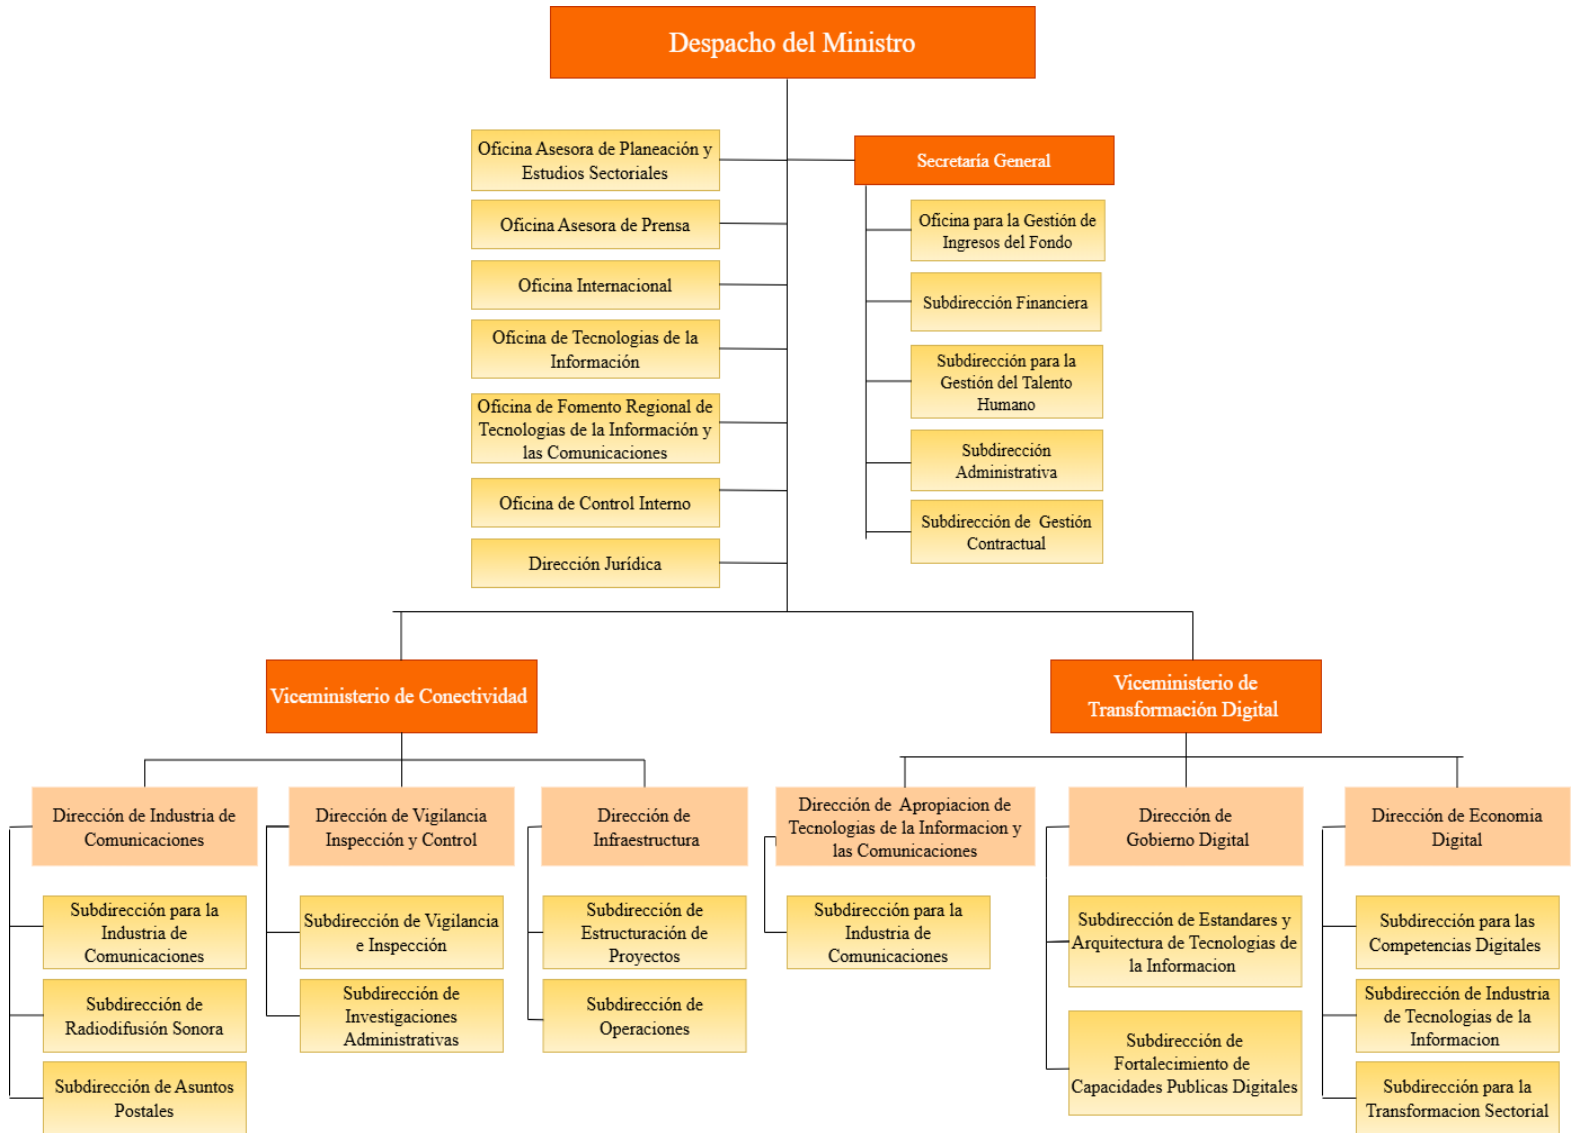 Despacho del Ministro
Oficina Asesora de Planeación y
Estudios Sectoriales
Oficina Asesora de Prensa
Oficina Internacional
Oficina de Tecnologias de la
Información
Oficina de Fomento Regional de
Tecnologias de la Información y
las Comunicaciones
Oficina de Control Interno
Dirección Jurídica
Secretaría General
Oficina para la Gestión de
Ingresos del Fondo
Subdirección Financiera
Subdirección para la
Gestión del Talento
Humano
Subdirección
Administrativa
Subdirección de Gestión
Contractual
Viceministerio de Conectividad
Dirección de Industria de
Comunicaciones
Subdirección para la
Industria de
Comunicaciones
Subdirección de
Radiodifusión Sonora
Subdirección de Asuntos
Postales
Dirección de Vigilancia
Inspección y Control
Subdirección de Vigilancia
e Inspección
Subdirección de
Investigaciones
Administrativas
Dirección de
Infraestructura
Subdirección de
Estructuración de
Proyectos
Subdirección de
Operaciones
Viceministerio de
Transformación Digital
Dirección de Apropiacion de
Tecnologias de la Informacion y
las Comunicaciones
Subdirección para la
Industria de
Comunicaciones
Dirección de
Gobierno Digital
Subdirección de Estandares y
Arquitectura de Tecnologias de
la Informacion
Subdirección de
Fortalecimiento de
Capacidades Publicas Digitales
Dirección de Economia
Digital
Subdirección para las
Competencias Digitales
Subdirección de Industria
de Tecnologias de la
Informacion
Subdirección para la
Transformacion Sectorial